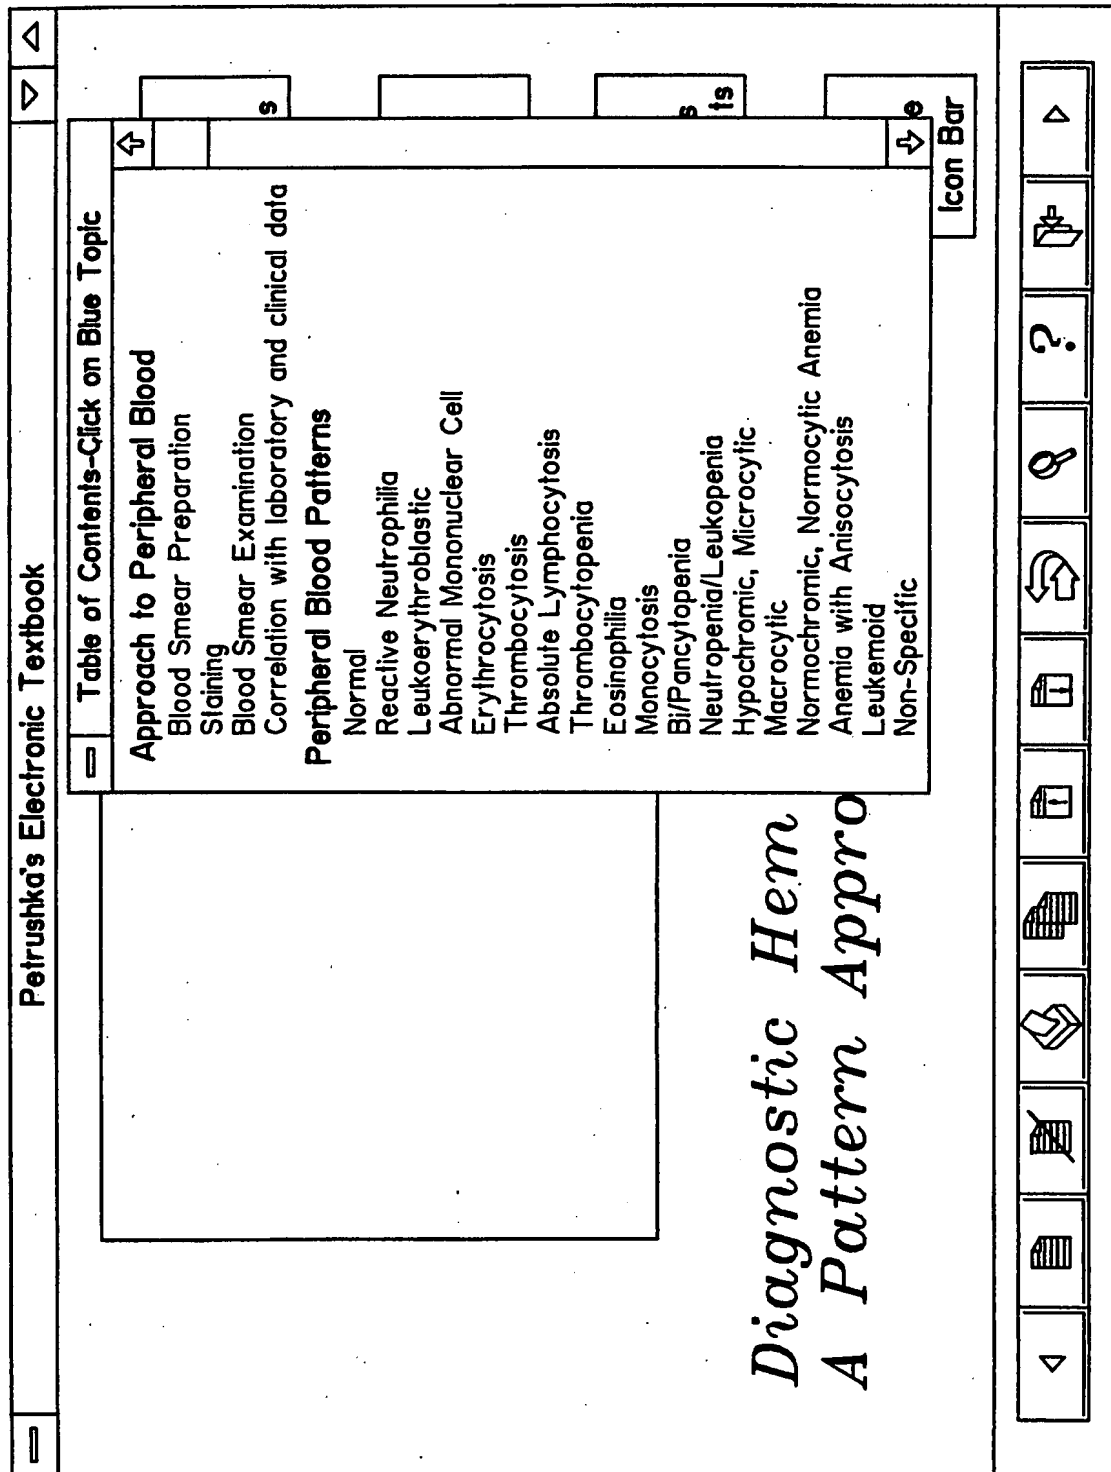 Petrushka's Electronic Textbook
Table of Contents-Click on Blue Topic
Approach to Peripheral Blood
Blood Smear Preparation
Staining
Blood Smear Examination
Correlation with laboratory and clinical data
Peripheral Blood Patterns
Normal
Reactive Neutrophilia
Leukoerythroblastic
Abnormal Mononuclear Cell
Erythrocytosis
Thrombocytosis
Absolute Lymphocytosis
Thrombocytopenia
Eosinophilia
Monocytosis
Bi/Pancytopenia
Neutropenia/Leukopenia
Hypochromic, Microcytic
Macrocytic
Normochromic, Normocytic Anemia
Anemia with Anisocytosis
Leukemoid
Non-Specific
s
s
ts
e
Icon Bar
Diagnostic Hem
A Pattern Appro
?